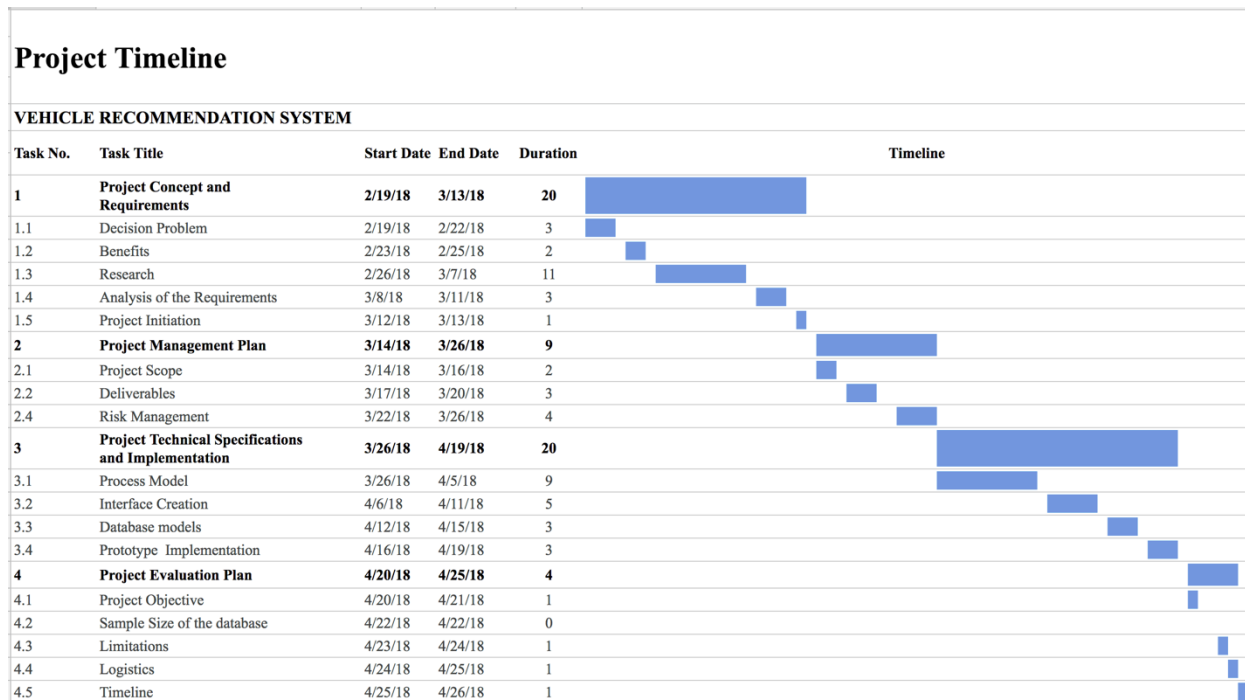 Project Timeline
VEHICLE RECOMMENDATION SYSTEM
Task No. Task Title Start Date End Date Duration Timeline
1 Project Concept and Requirements 2/19/18 3/13/18 20
1.1 Decision Problem 2/19/18 2/22/18 3
1.2 Benefits 2/23/18 2/25/18 2
1.3 Research 2/26/18 3/7/18 11
1.4 Analysis of the Requirements 3/8/18 3/11/18 3
1.5 Project Initiation 3/12/18 3/13/18 1
2 Project Management Plan 3/14/18 3/26/18 9
2.1 Project Scope 3/14/18 3/16/18 2
2.2 Deliverables 3/17/18 3/20/18 3
2.4 Risk Management 3/22/18 3/26/18 4
3 Project Technical Specifications and Implementation 3/26/18 4/19/18 20
3.1 Process Model 3/26/18 4/5/18 9
3.2 Interface Creation 4/6/18 4/11/18 5
3.3 Database models 4/12/18 4/15/18 3
3.4 Prototype Implementation 4/16/18 4/19/18 3
4 Project Evaluation Plan 4/20/18 4/25/18 4
4.1 Project Objective 4/20/18 4/21/18 1
4.2 Sample Size of the database 4/22/18 4/22/18 0
4.3 Limitations 4/23/18 4/24/18 1
4.4 Logistics 4/24/18 4/25/18 1
4.5 Timeline 4/25/18 4/26/18 1